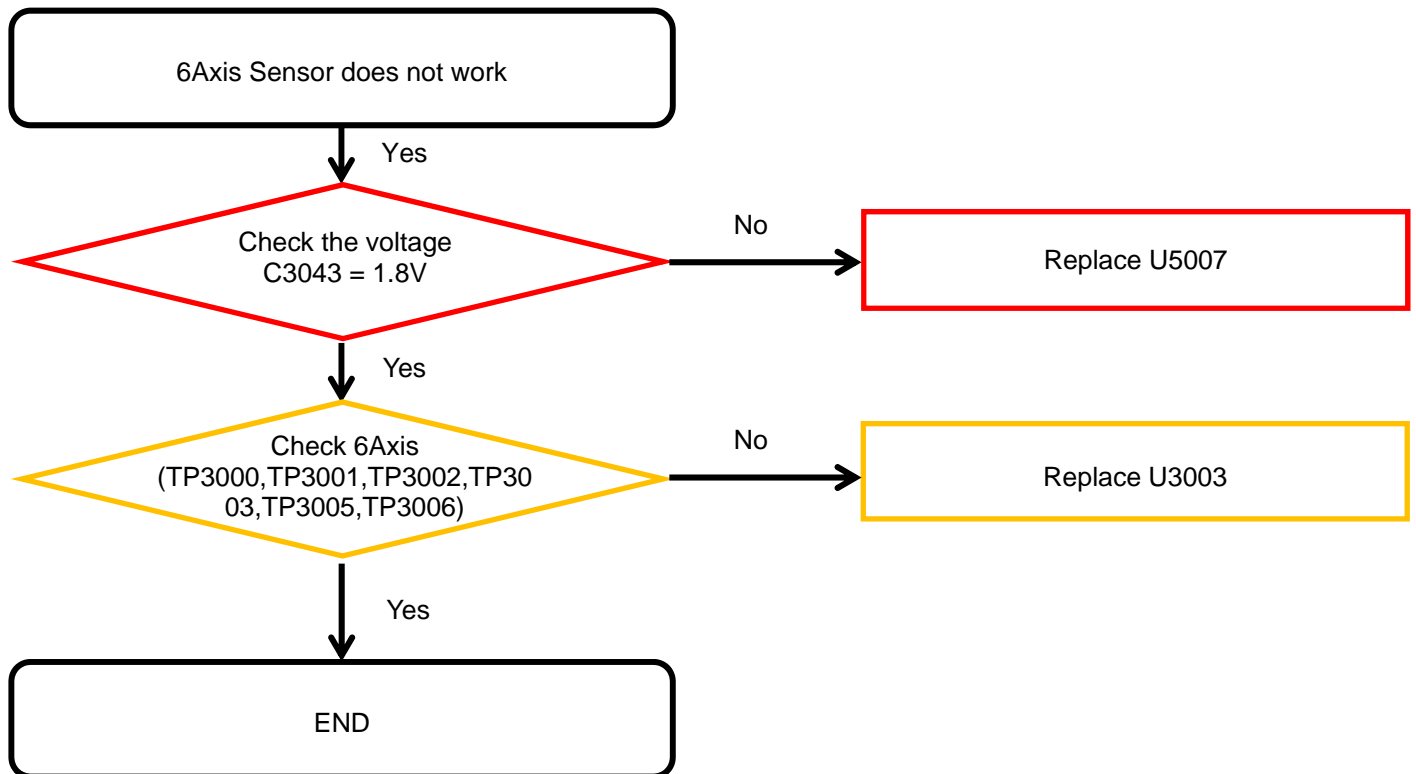 6Axis Sensor does not work
Yes
Check the voltage
C3043 = 1.8V
No
Replace U5007
Yes
Check 6Axis
(TP3000,TP3001,TP3002,TP30
03,TP3005,TP3006)
No
Replace U3003
Yes
END